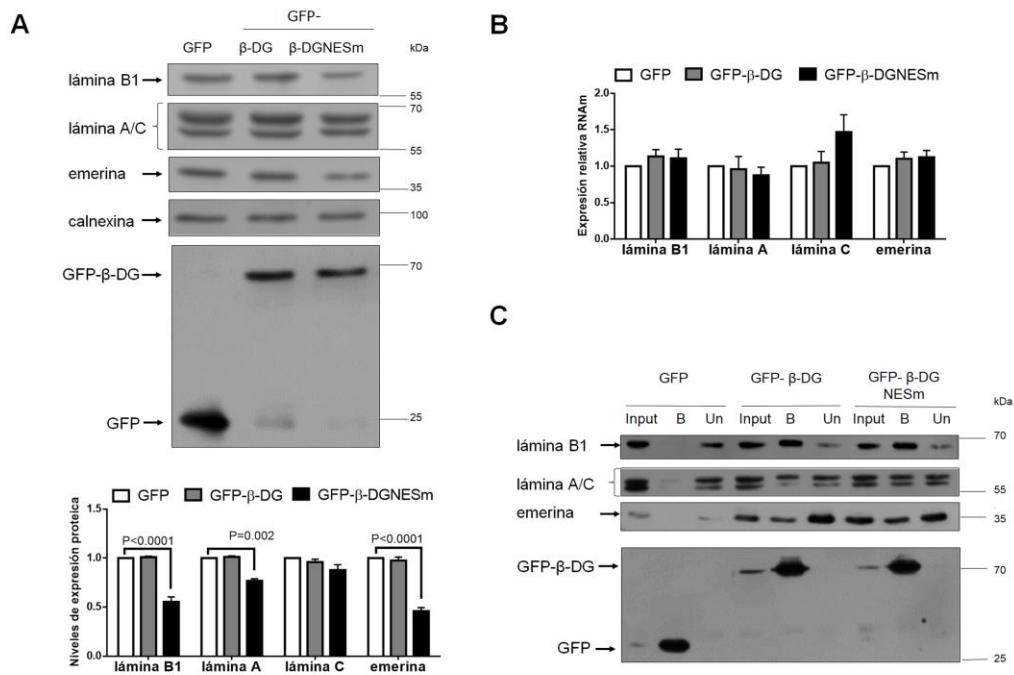 A
GFP-
GFP β-DG β-DGNESm kDa
lámina B1
55
70
lámina A/C
55
emerina
35
calnexina 100
GFP-β-DG 70
GFP 25
GFP GFP-β-DG GFP-β-DGNESm
Niveles de expresión proteica
1.5
1.0
0.5
0.0
P<0.0001 P=0.002 P<0.0001
lámina B1 lámina A lámina C emerina
B
GFP GFP-β-DG GFP-β-DGNESm
Expresión relativa RNAm
2.0
1.5
1.0
0.5
0.0
lámina B1 lámina A lámina C emerina
C
GFP GFP- β-DG GFP- β-DG
NESm
Input B Un Input B Un Input B Un kDa
lámina B1 70
lámina A/C 55
emerina 35
GFP-β-DG 70
GFP 25